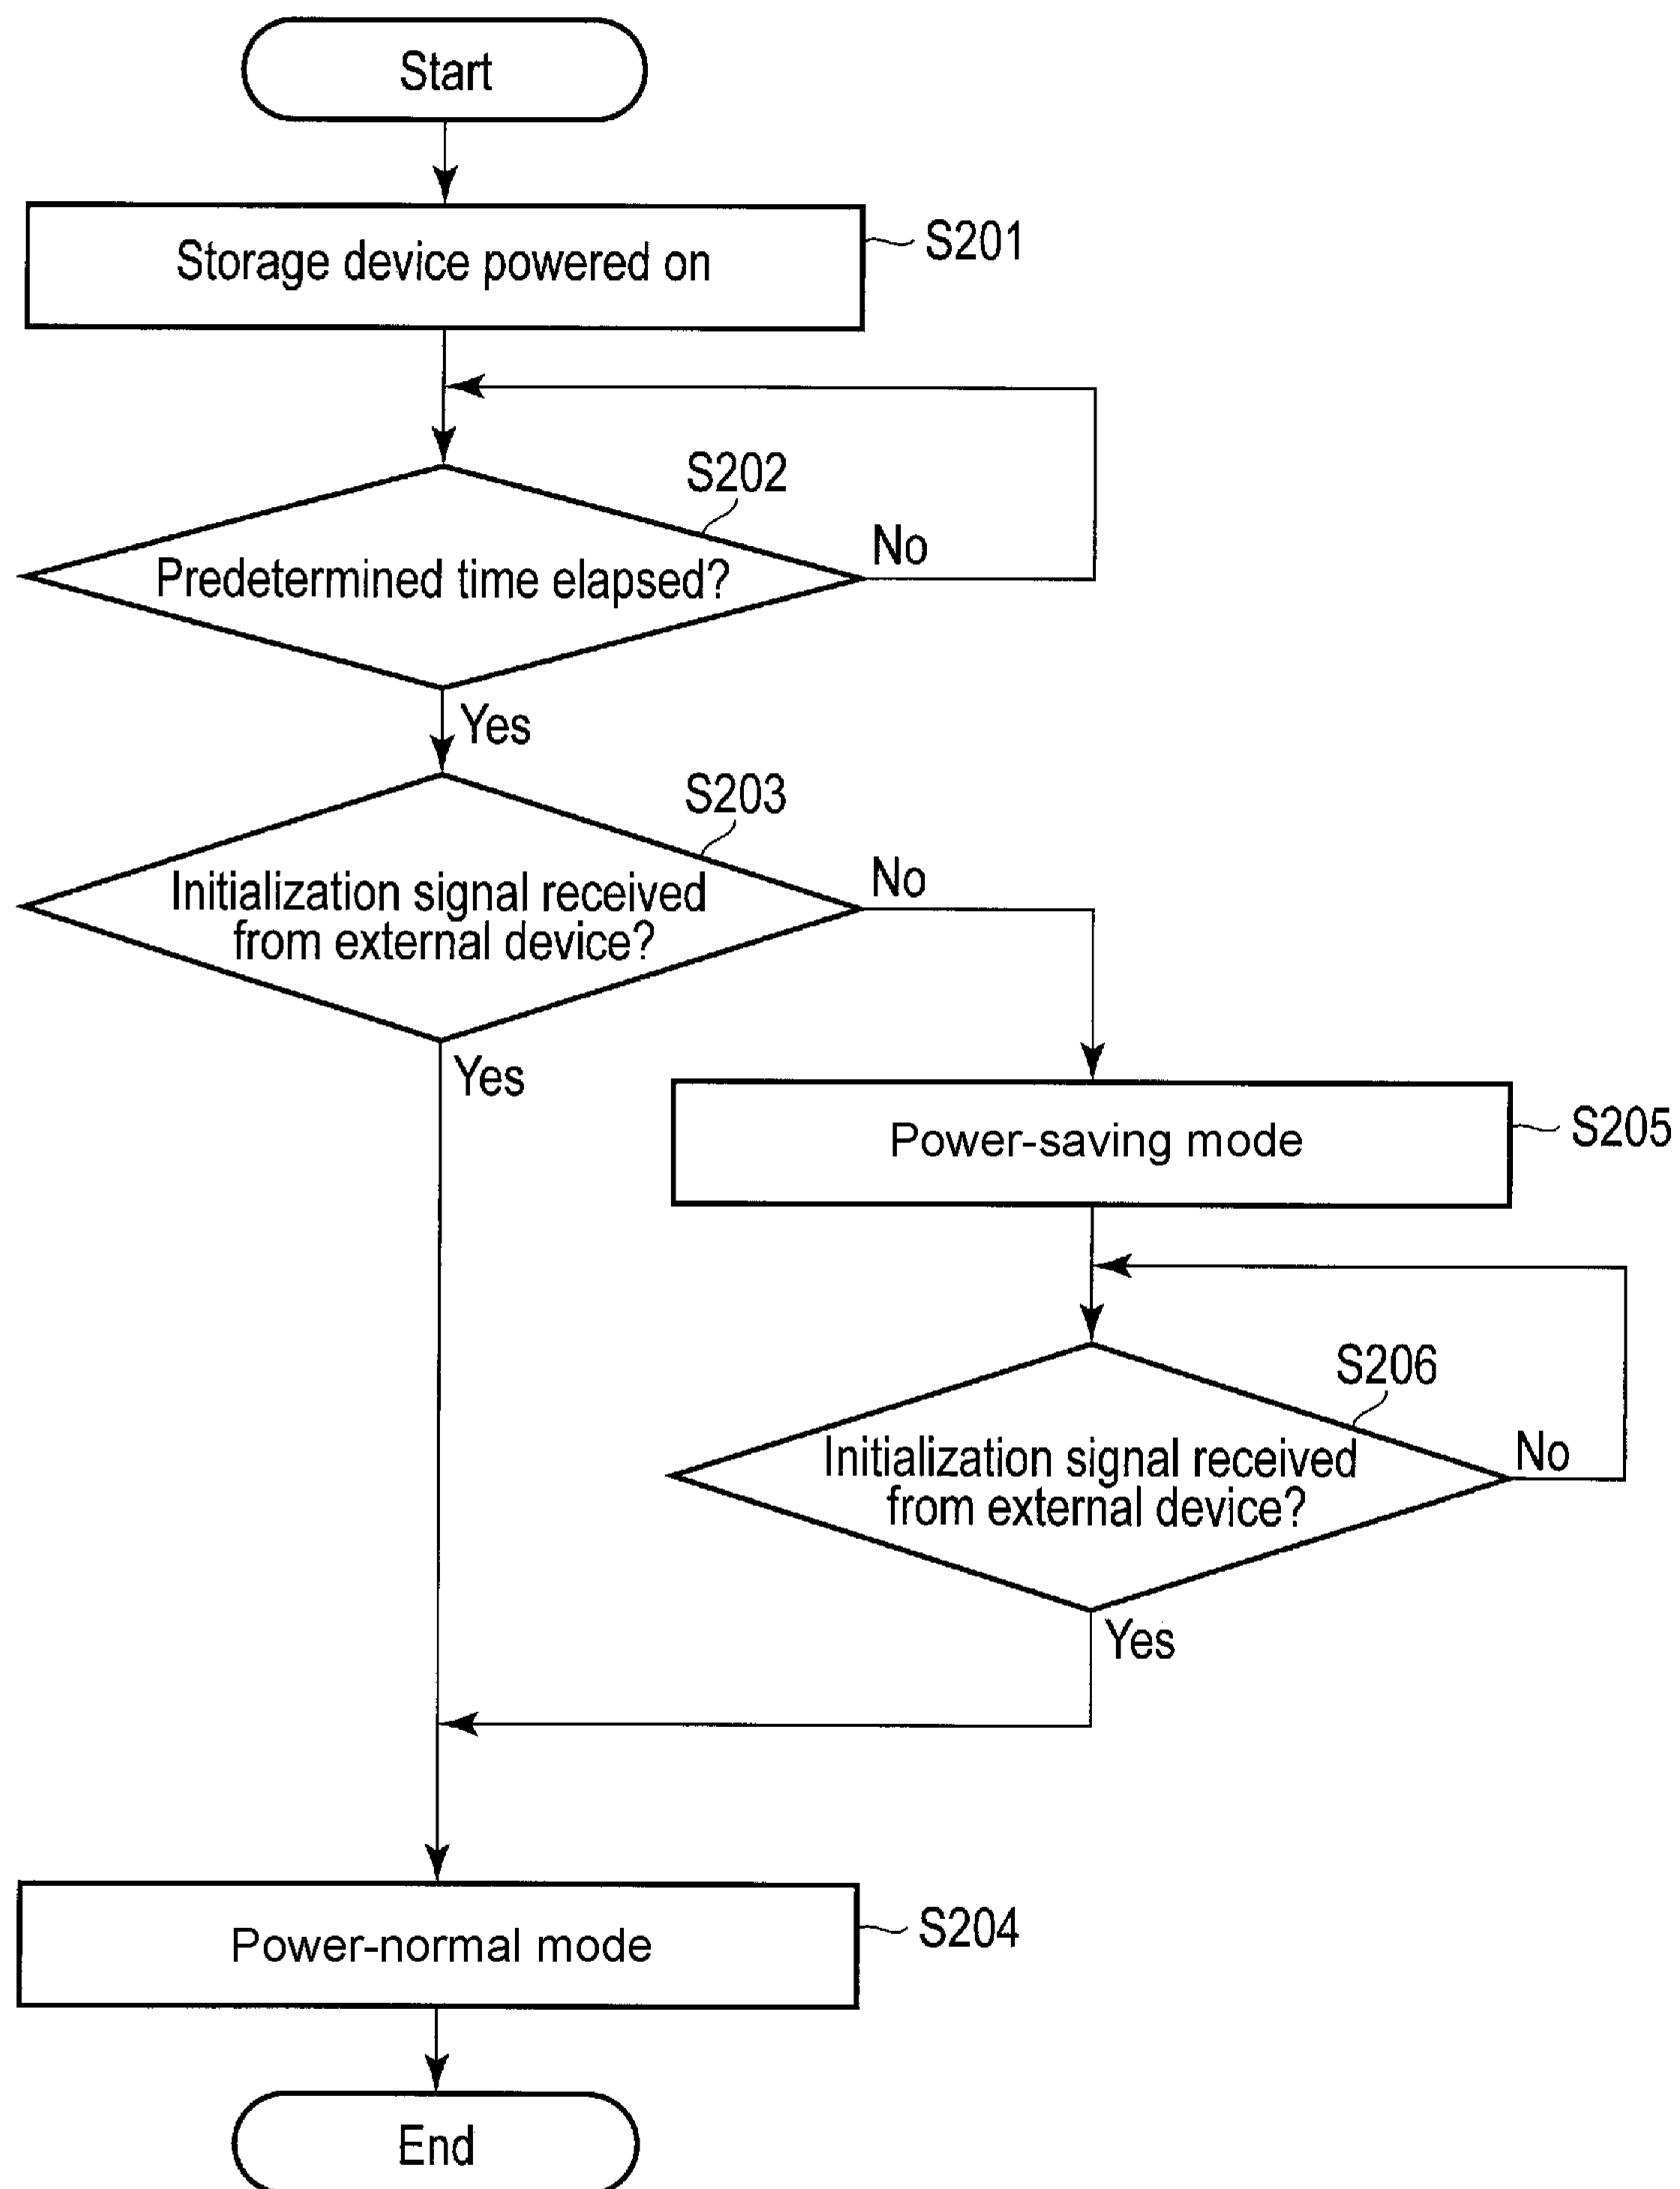 Start
Storage device powered on
S201
S202
Predetermined time elapsed?
No
Yes
S203
Initialization signal received
from external device?
No
Yes
Power-saving mode
S205
S206
Initialization signal received
from external device?
No
Yes
Power-normal mode
S204
End